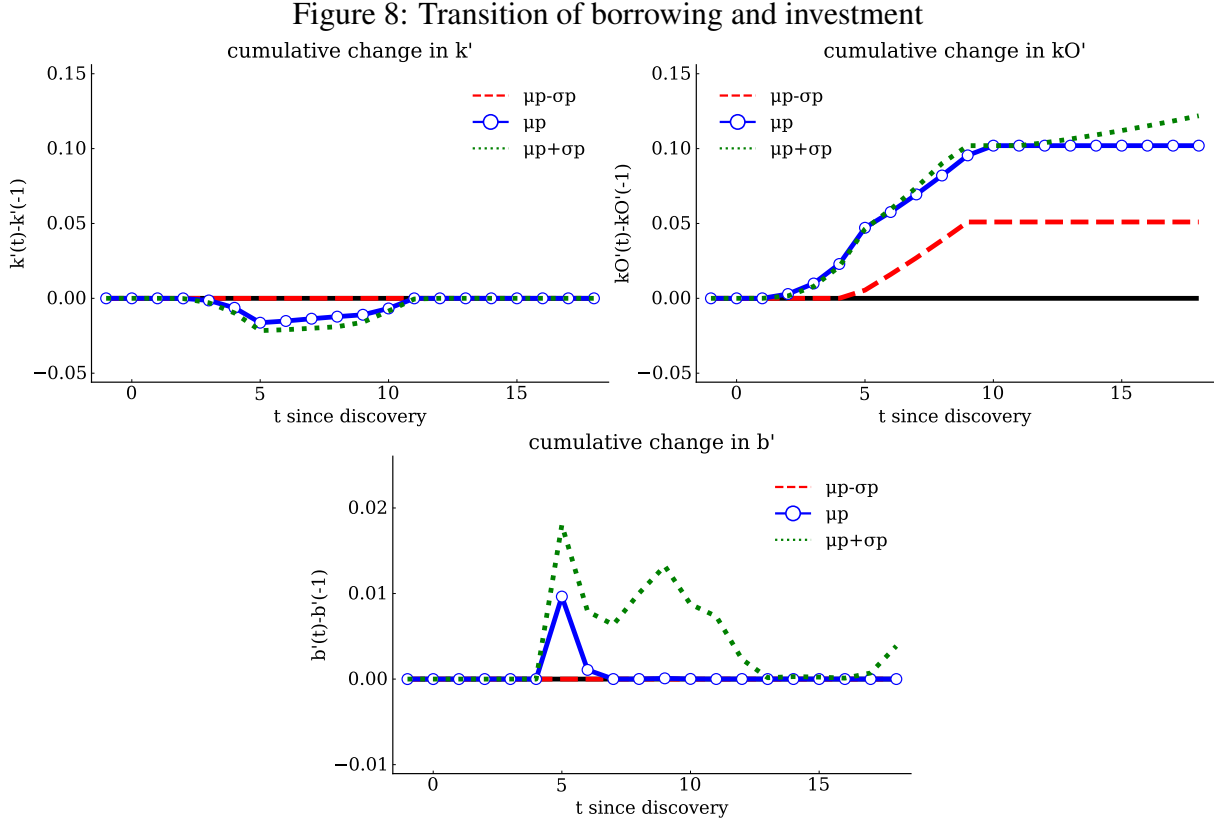 Figure 8: Transition of borrowing and investment
cumulative change in k'
0.15
0.10
0.05
0.00
−0.05
k'(t)-k'(-1)
μp-σp
μp
μp+σp
0
5
10
15
t since discovery
cumulative change in kO'
0.15
0.10
0.05
0.00
−0.05
kO'(t)-kO'(-1)
μp-σp
μp
μp+σp
0
5
10
15
t since discovery
cumulative change in b'
0.02
0.01
0.00
−0.01
b'(t)-b'(-1)
μp-σp
μp
μp+σp
0
5
10
15
t since discovery